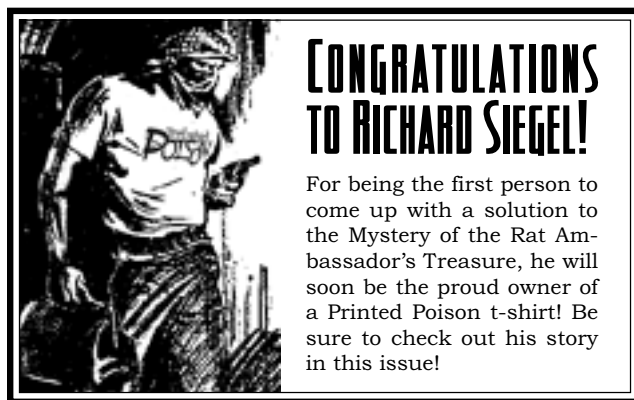 CONGRATULATIONS
TO RICHARD SIEGEL!
For being the first person to
come up with a solution to
the Mystery of the Rat Am-
bassador's Treasure, he will
soon be the proud owner of
a Printed Poison t-shirt! Be
sure to check out his story
in this issue!